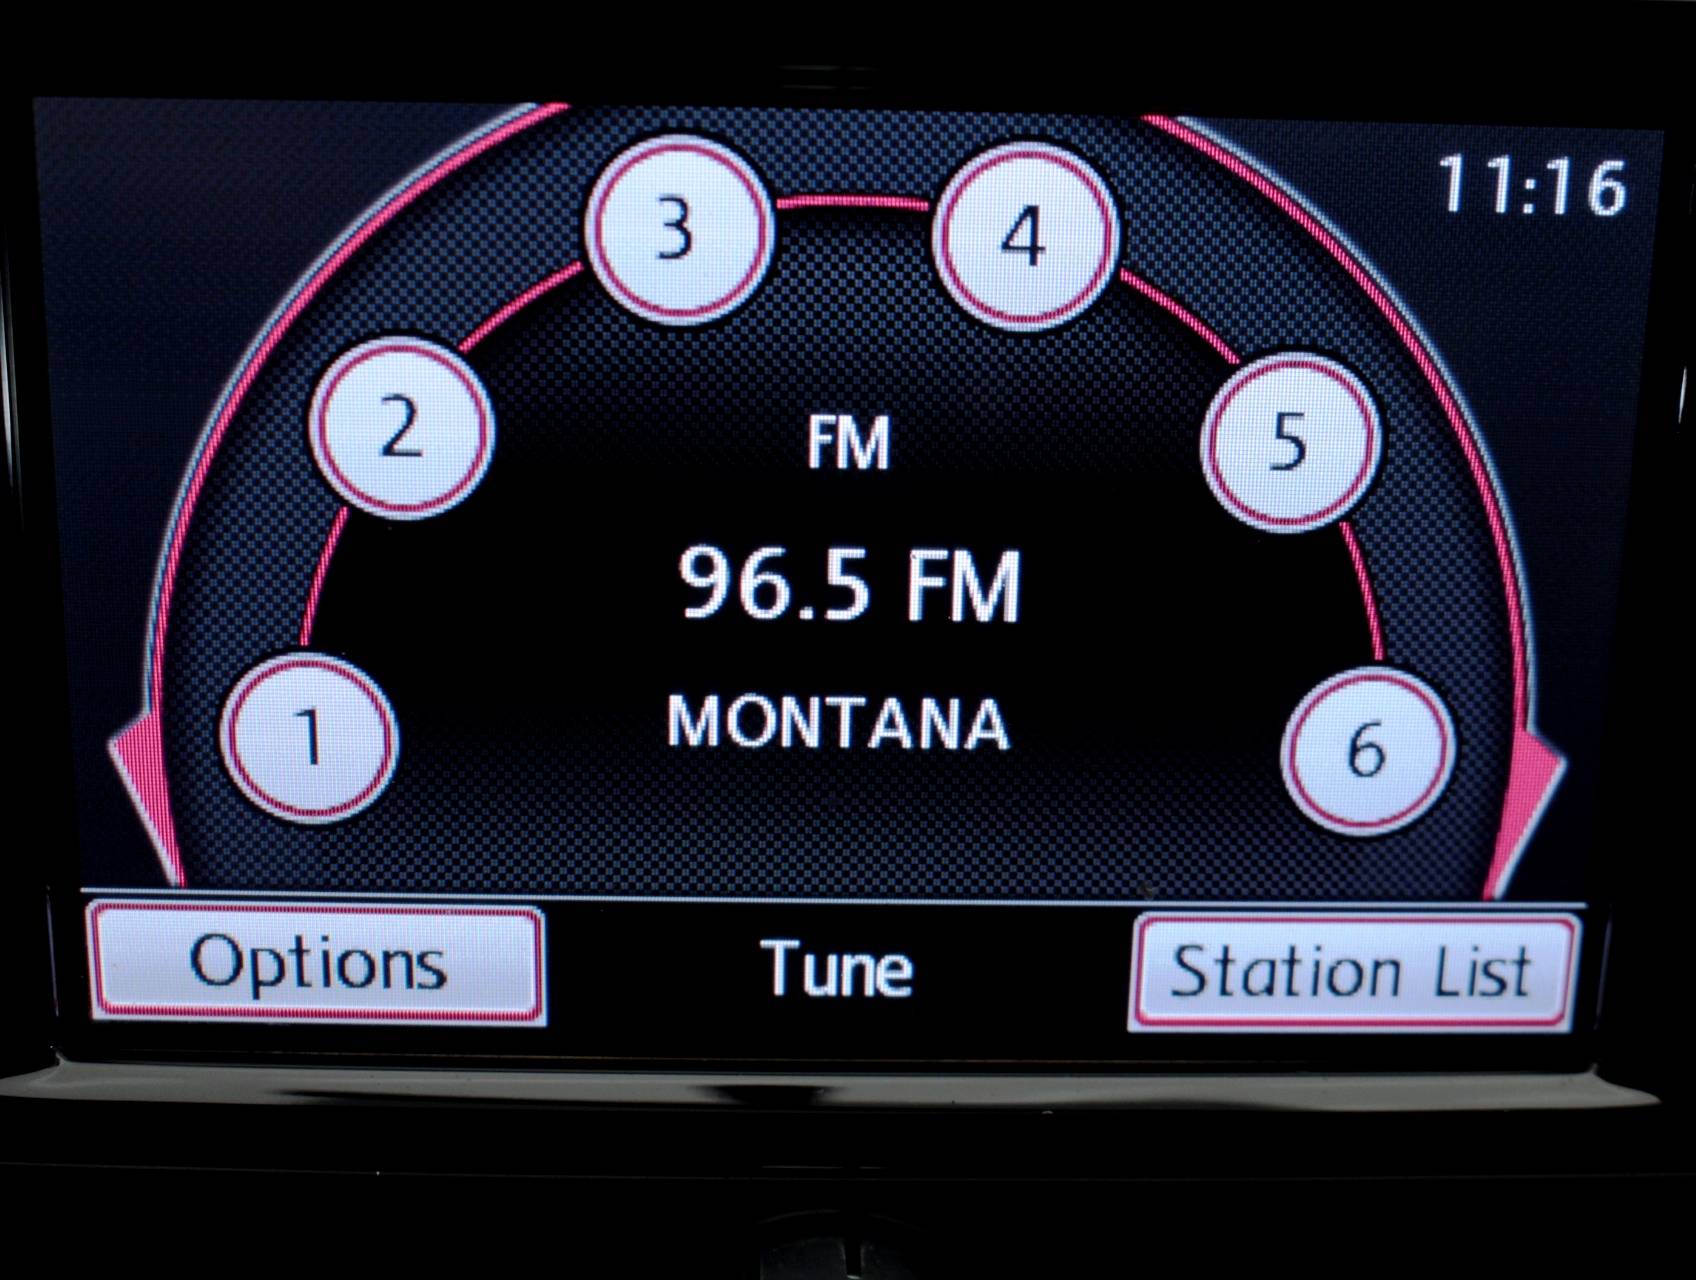 11:16
3
4
2
5
FM
96.5 FM
MONTANA
1
6
Options
Tune
Station List